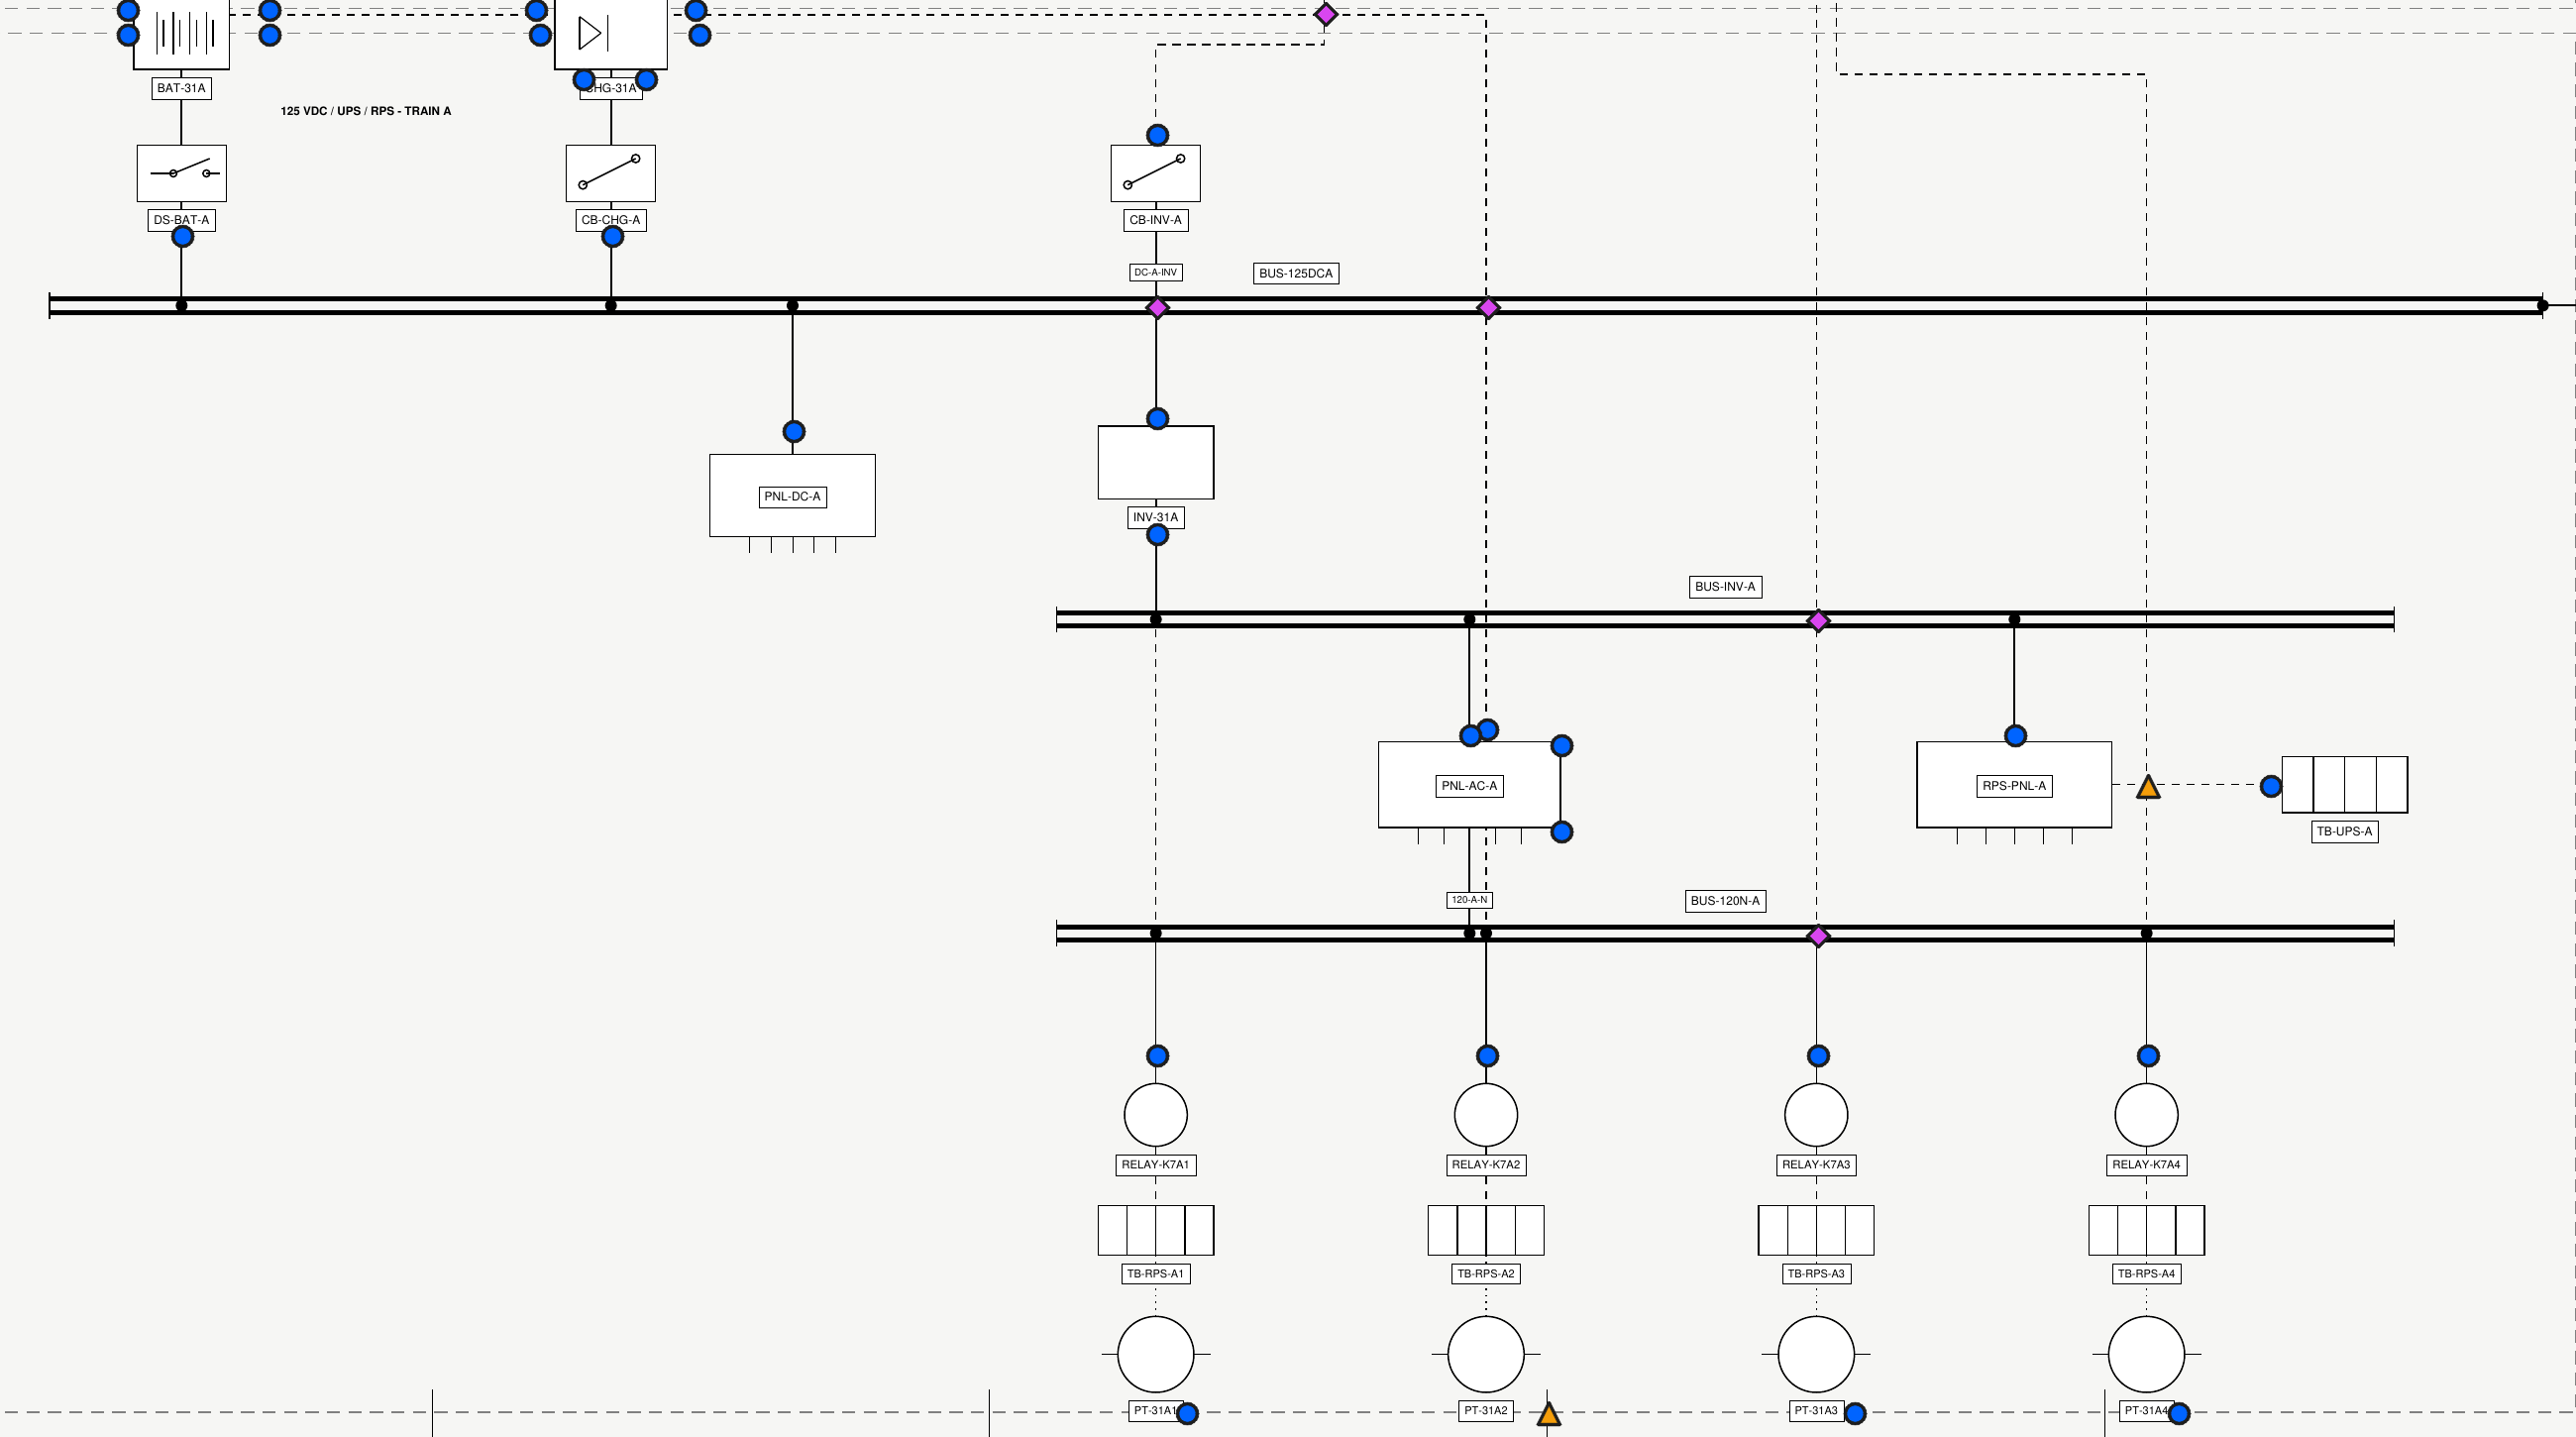 BAT-31A
CHG-31A
125 VDC / UPS / RPS - TRAIN A
DS-BAT-A
CB-CHG-A
CB-INV-A
DC-A-INV
BUS-125DCA
PNL-DC-A
INV-31A
BUS-INV-A
PNL-AC-A
RPS-PNL-A
TB-UPS-A
120-A-N
BUS-120N-A
RELAY-K7A1
RELAY-K7A2
RELAY-K7A3
RELAY-K7A4
TB-RPS-A1
TB-RPS-A2
TB-RPS-A3
TB-RPS-A4
PT-31A1
PT-31A2
PT-31A3
PT-31A4